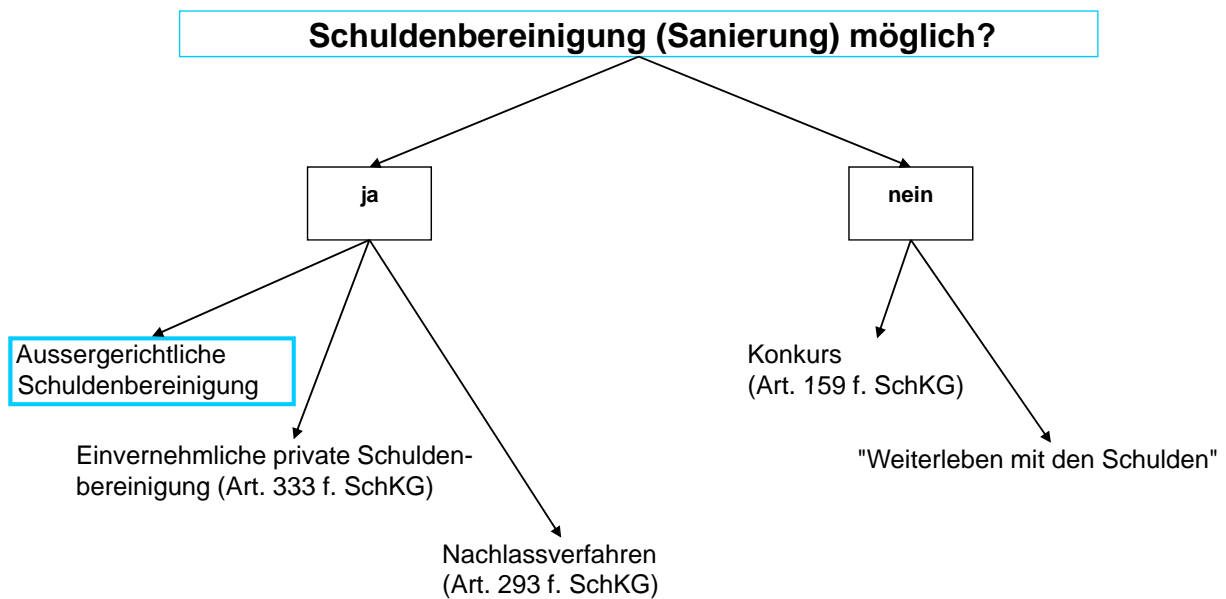 Schuldenbereinigung (Sanierung) möglich?
ja
nein
Aussergerichtliche
Schuldenbereinigung
Konkurs
(Art. 159 f. SchKG)
Einvernehmliche private Schulden-
bereinigung (Art. 333 f. SchKG)
"Weiterleben mit den Schulden"
Nachlassverfahren
(Art. 293 f. SchKG)